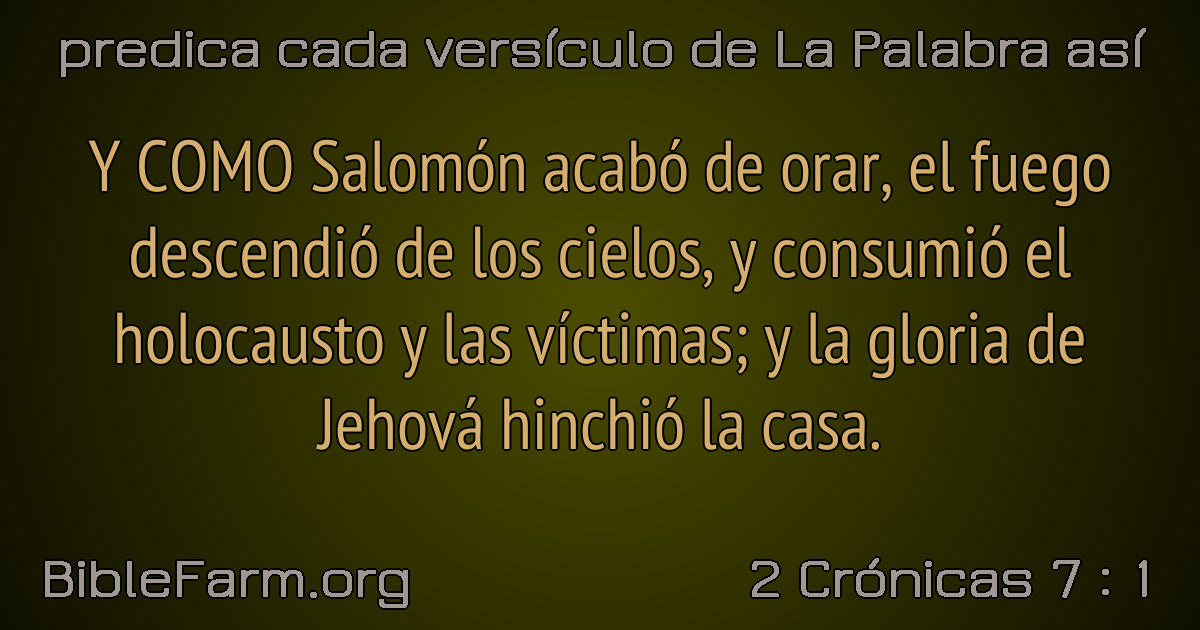 predica cada versículo de La Palabra así
Y COMO Salomón acabó de orar, el fuego
descendió de los cielos, y consumió el
holocausto y las víctimas; y la gloria de
Jehová hinchió la casa.
BibleFarm.org
2 Crónicas 7 : 1